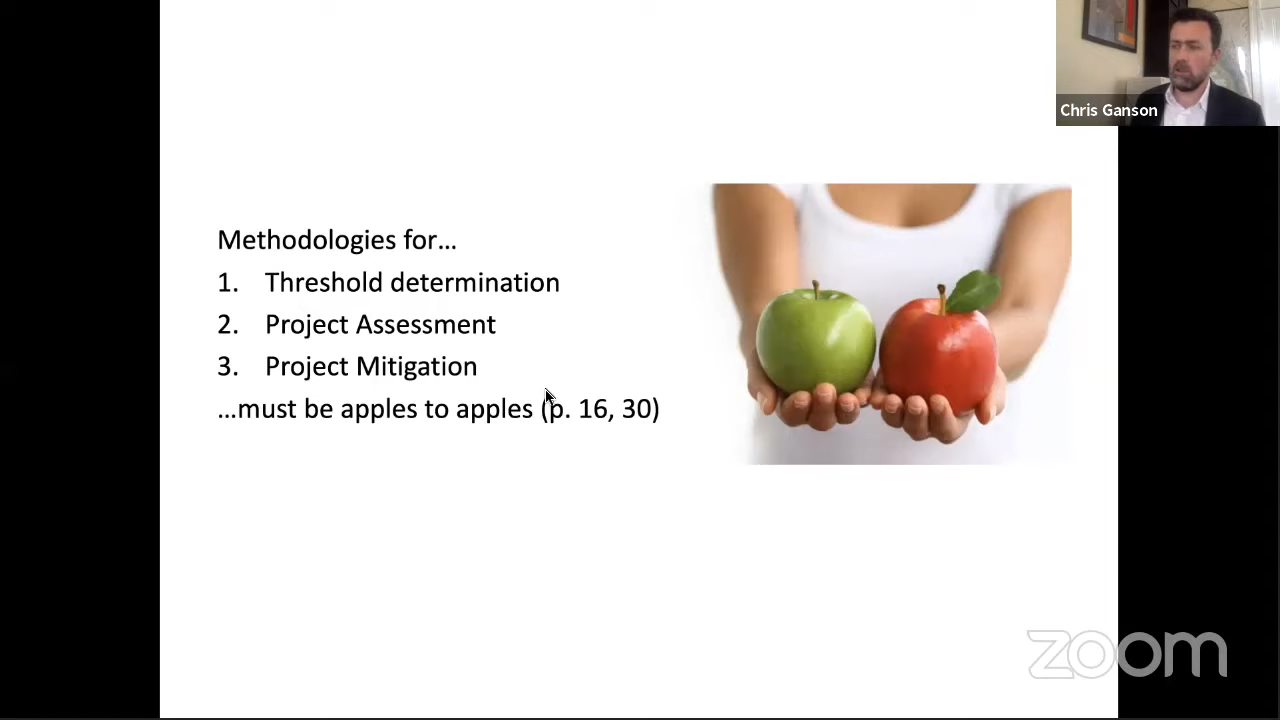 Chris Ganson
Methodologies for…
1. Threshold determination
2. Project Assessment
3. Project Mitigation
…must be apples to apples (p. 16, 30)
zoom